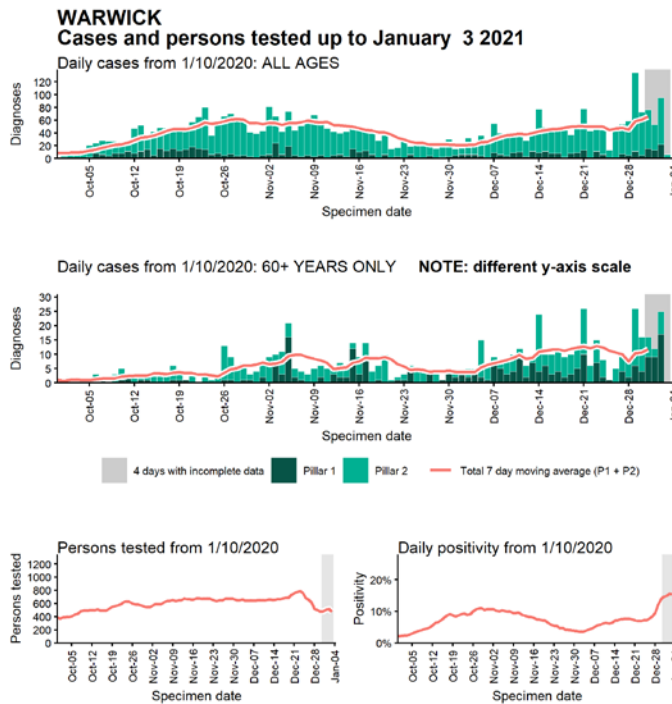 WARWICK
Cases and persons tested up to January 3 2021
Daily cases from 1/10/2020: ALL AGES
Diagnoses
120
100
80
60
40
20
0
Oct-05
Oct-12
Oct-19
Oct-26
Nov-02
Nov-09
Nov-16
Nov-23
Nov-30
Dec-07
Dec-14
Dec-21
Dec-28
Specimen date
Daily cases from 1/10/2020: 60+ YEARS ONLY NOTE: different y-axis scale
Diagnoses
30
25
20
15
10
5
0
Oct-05
Oct-12
Oct-19
Oct-26
Nov-02
Nov-09
Nov-16
Nov-23
Nov-30
Dec-07
Dec-14
Dec-21
Dec-28
Specimen date
4 days with incomplete data Pillar 1 Pillar 2 Total 7 day moving average (P1 + P2)
Persons tested from 1/10/2020
Persons tested
1200
1000
800
600
400
200
0
Oct-05
Oct-12
Oct-19
Oct-26
Nov-02
Nov-09
Nov-16
Nov-23
Nov-30
Dec-07
Dec-14
Dec-21
Dec-28
Jan-04
Specimen date
Daily positivity from 1/10/2020
Positivity
20%
10%
0%
Oct-05
Oct-12
Oct-19
Oct-26
Nov-02
Nov-09
Nov-16
Nov-23
Nov-30
Dec-07
Dec-14
Dec-21
Dec-28
Specimen date